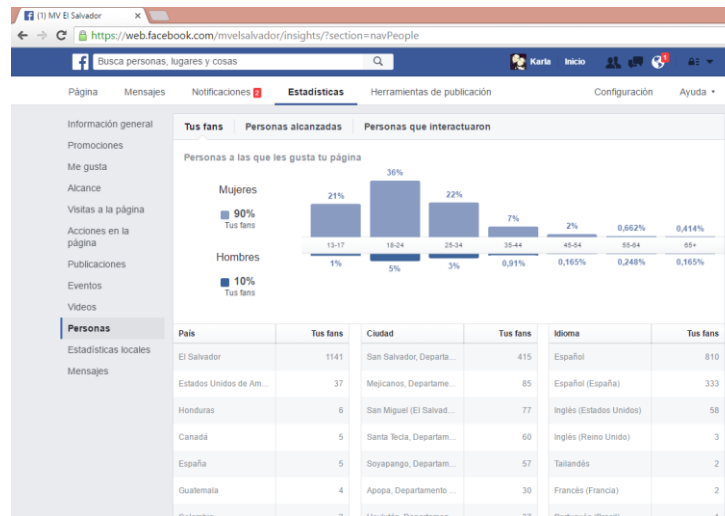 (1) MV El Salvador
https://web.facebook.com/mvelsalvador/insights/?section=navPeople
Busca personas, lugares y cosas
Karla Inicio 1
Página Mensajes Notificaciones 2 Estadísticas Herramientas de publicación Configuración Ayuda
Información general
Promociones
Me gusta
Alcance
Visitas a la página
Acciones en la
página
Publicaciones
Eventos
Videos
Personas
Estadísticas locales
Mensajes
Tus fans Personas alcanzadas Personas que interactuaron
Personas a las que les gusta tu página
Mujeres
90%
Tus fans
21% 36% 22% 7% 2% 0,662% 0,414%
13-17 18-24 25-34 35-44 45-54 55-64 65+
Hombres
10%
Tus fans
1% 5% 3% 0,91% 0,165% 0,248% 0,165%
País Tus fans Ciudad Tus fans Idioma Tus fans
El Salvador 1141 San Salvador, Departa... 415 Español 810
Estados Unidos de Am... 37 Mejicanos, Departame... 85 Español (España) 333
Honduras 6 San Miguel (El Salvad... 77 Inglés (Estados Unidos) 58
Canadá 5 Santa Tecla, Departam... 60 Inglés (Reino Unido) 3
España 5 Soyapango, Departam... 57 Tailandés 2
Guatemala 4 Apopa, Departamento ... 30 Francés (Francia) 2